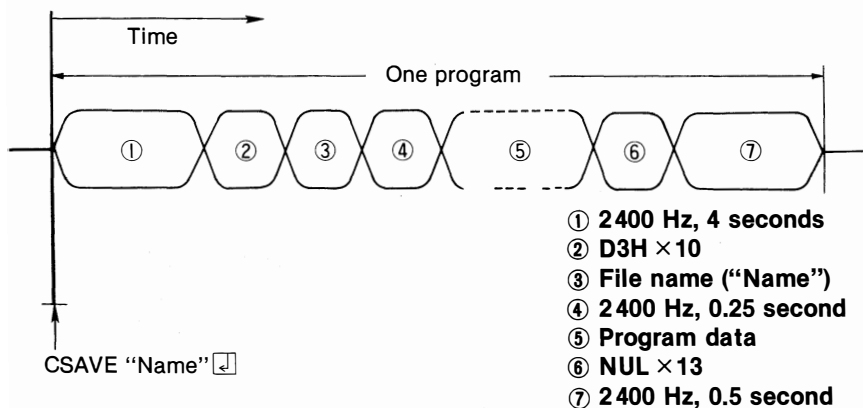 Time
One program
① ② ③ ④ ⑤ ⑥ ⑦
① 2400 Hz, 4 seconds
② D3H ×10
③ File name (“Name”)
④ 2400 Hz, 0.25 second
⑤ Program data
⑥ NUL ×13
⑦ 2400 Hz, 0.5 second
CSAVE “Name” ↵